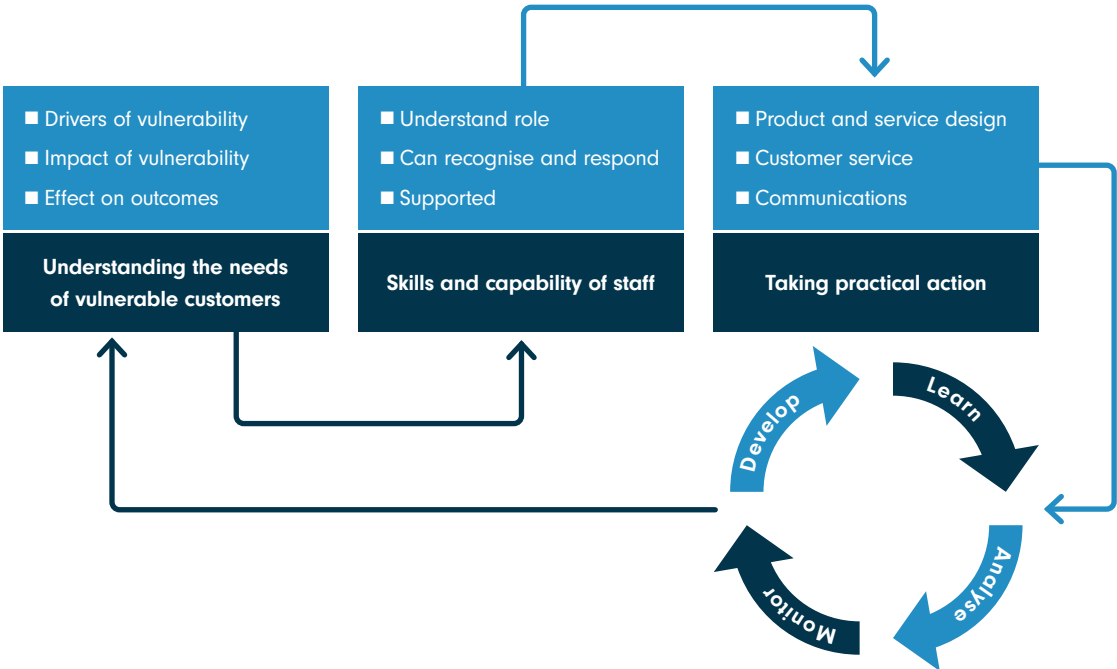 ■ Drivers of vulnerability
■ Impact of vulnerability
■ Effect on outcomes
Understanding the needs
of vulnerable customers
■ Understand role
■ Can recognise and respond
■ Supported
Skills and capability of staff
■ Product and service design
■ Customer service
■ Communications
Taking practical action
Learn
Analyse
Monitor
Develop